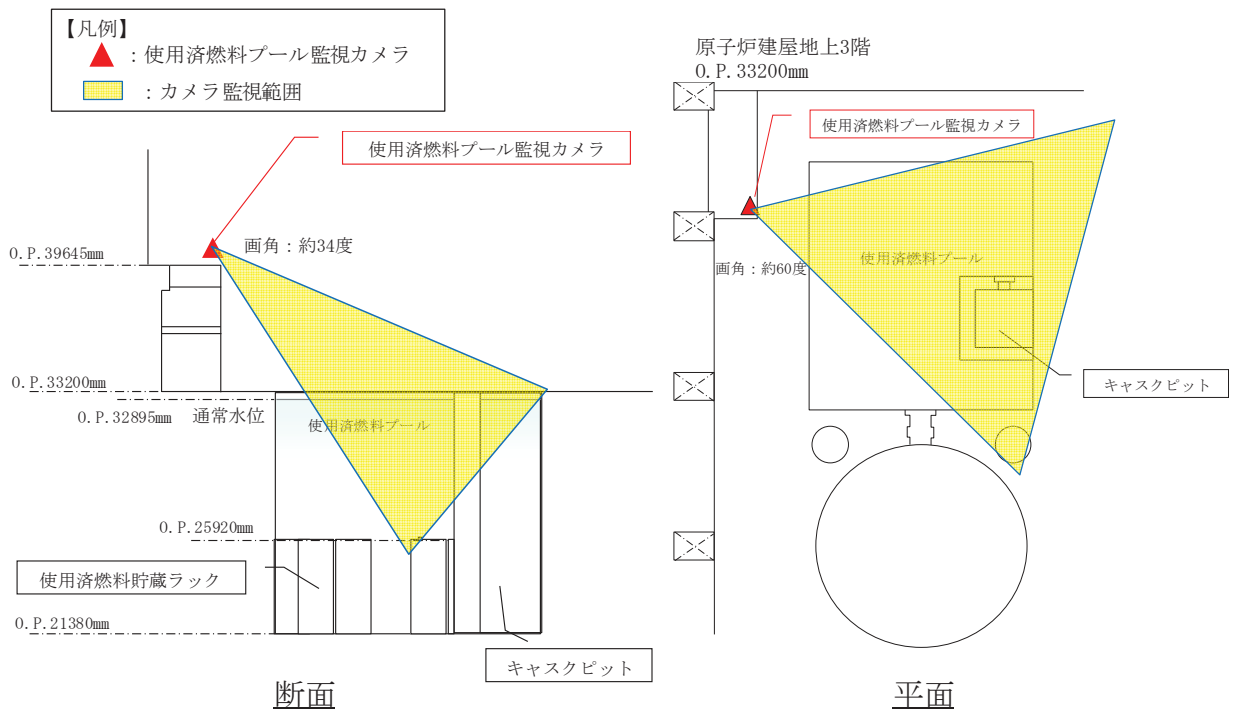 【凡例】
：使用済燃料プール監視カメラ
：カメラ監視範囲
使用済燃料プール監視カメラ
画角：約34度
O.P.39645mm
O.P.33200mm
O.P.32895mm 通常水位
使用済燃料プール
O.P.25920mm
使用済燃料貯蔵ラック
O.P.21380mm
キャスクピット
断面
原子炉建屋地上3階
O.P.33200mm
使用済燃料プール監視カメラ
使用済燃料プール
画角：約60度
キャスクピット
平面